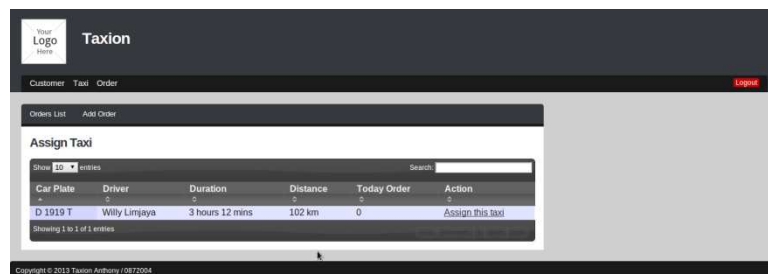 Your
Logo
Here
Taxion
Customer Taxi Order
Logout
Orders List Add Order
Assign Taxi
Show 10 entries
Search:
Car Plate Driver Duration Distance Today Order Action
D 1919 T Willy Limjaya 3 hours 12 mins 102 km 0 Assign this taxi
Showing 1 to 1 of 1 entries
Copyright © 2013 Taxion Anthony / 0872004